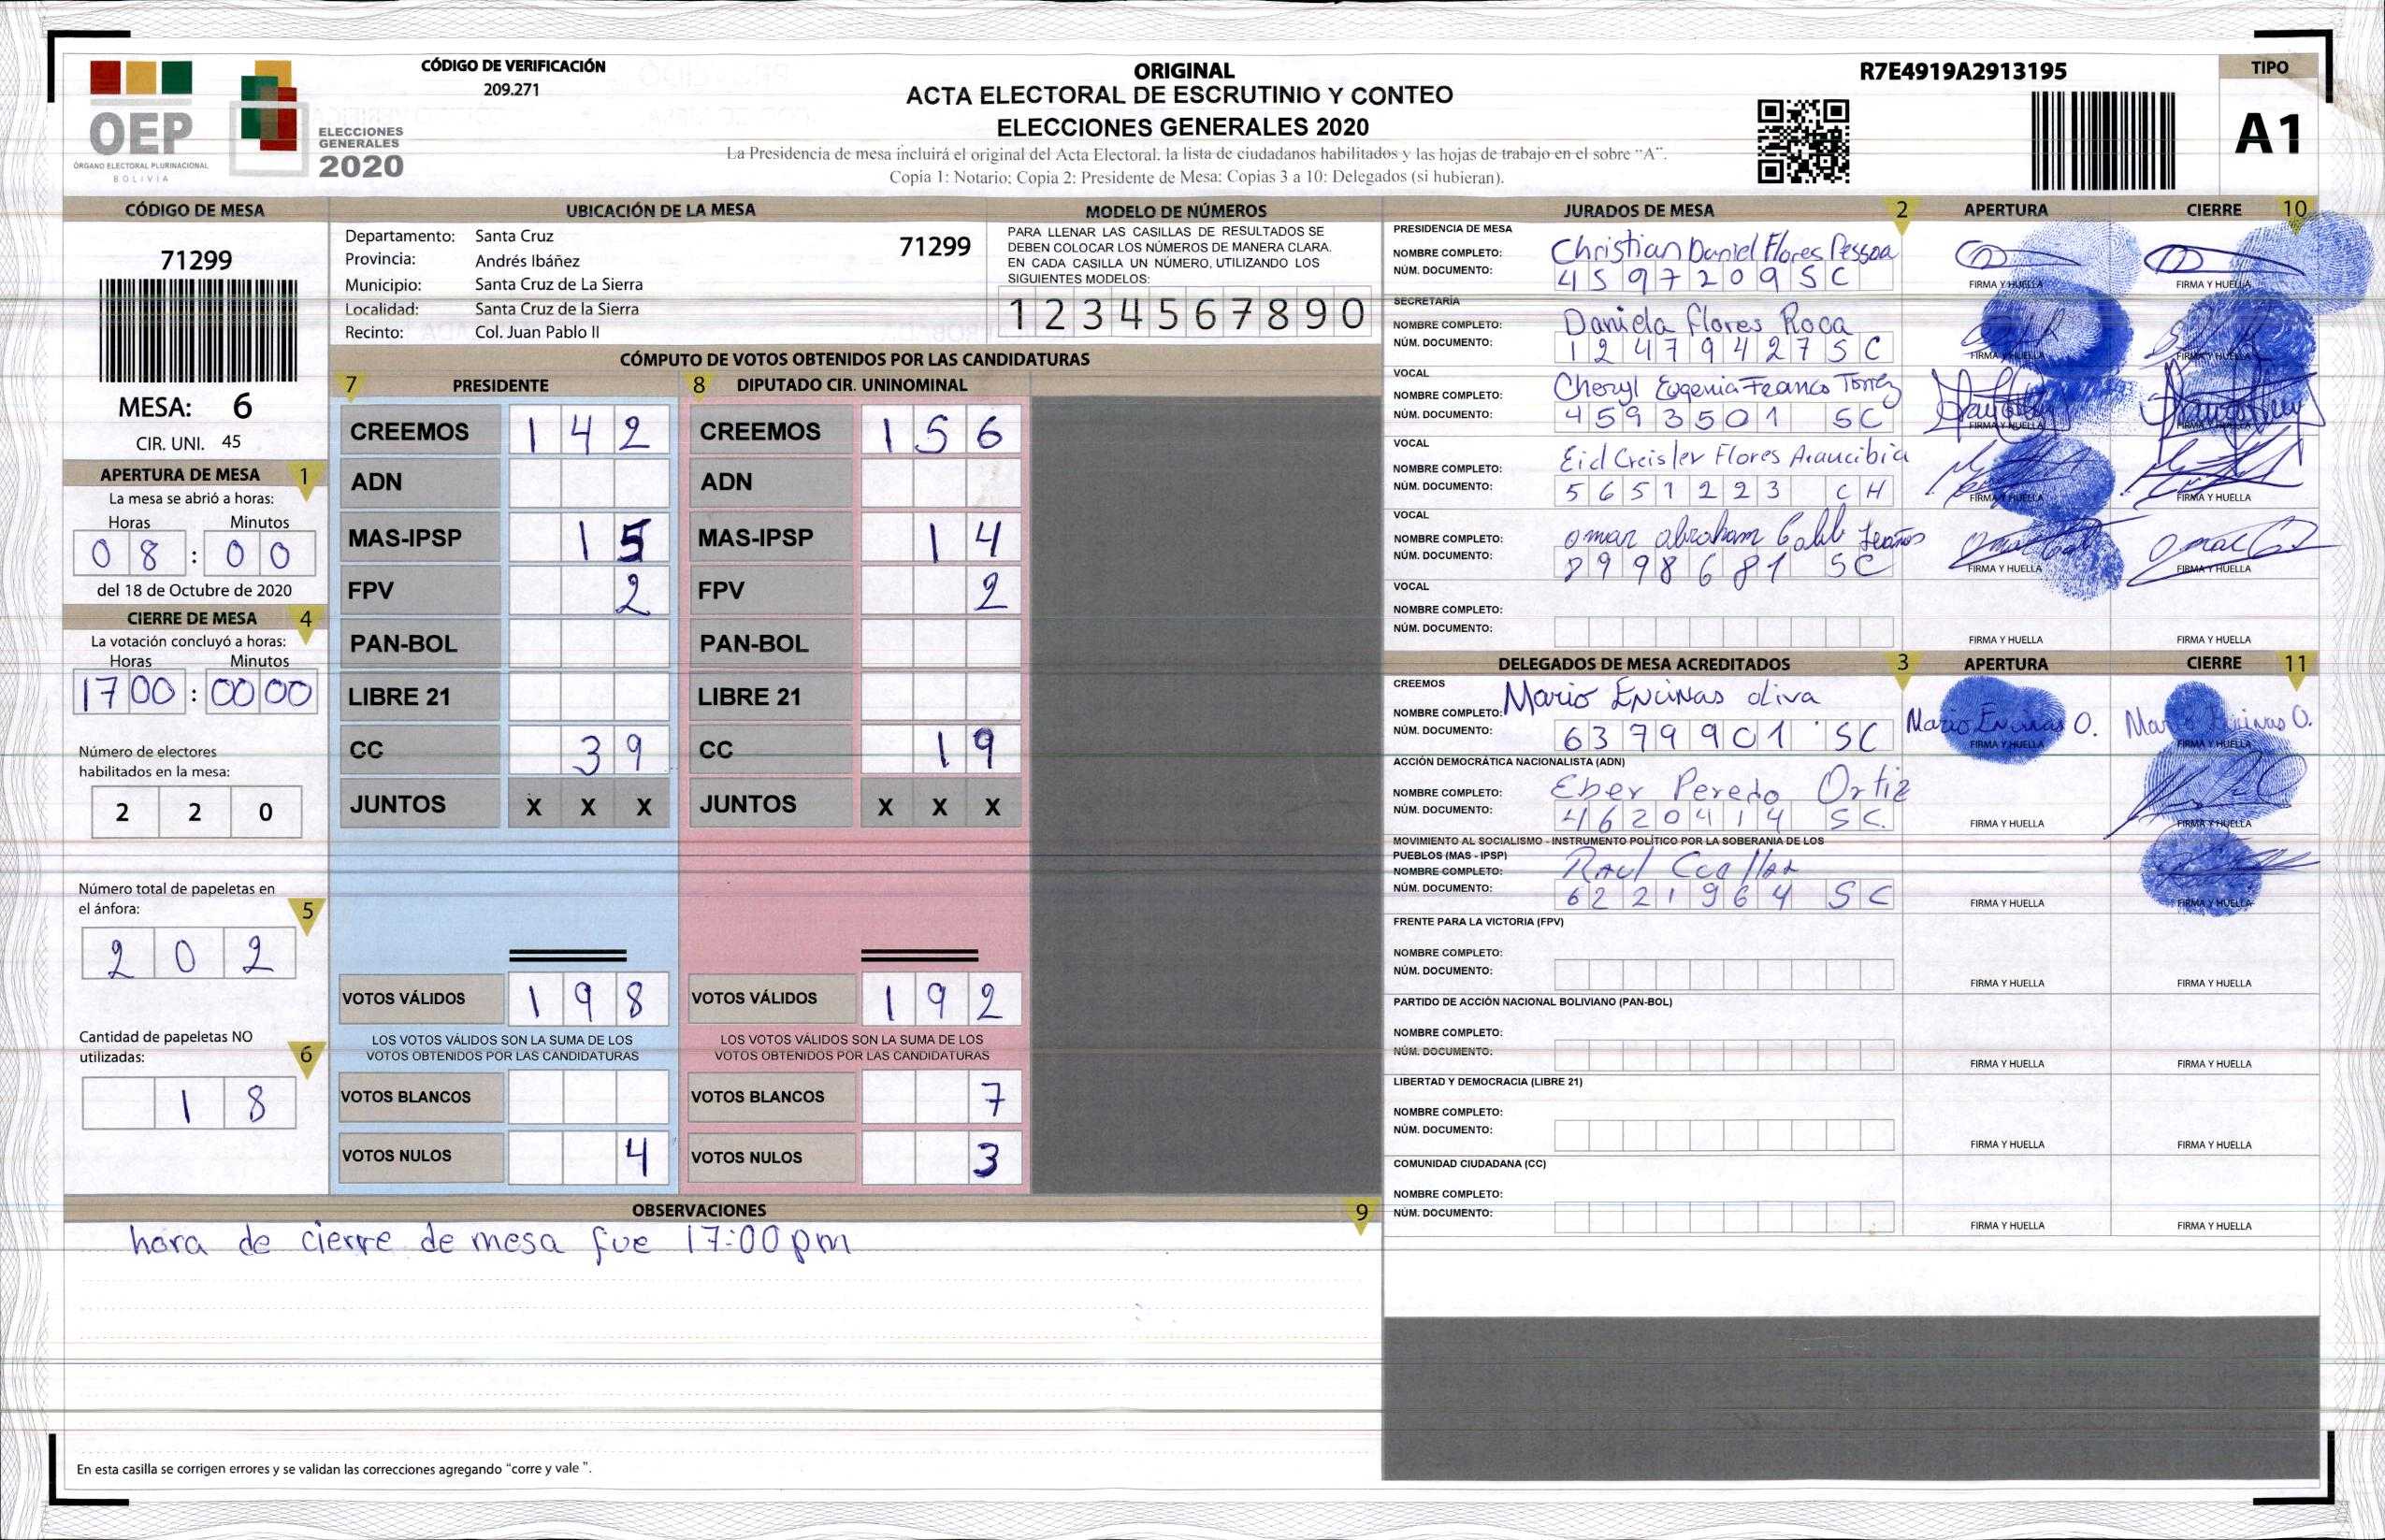 OEP
ÓRGANO ELECTORAL PLURINACIONAL
BOLIVIA
ELECCIONES
GENERALES
2020
CÓDIGO DE VERIFICACIÓN
209.271
ORIGINAL
ACTA ELECTORAL DE ESCRUTINIO Y CONTEO
ELECCIONES GENERALES 2020
La Presidencia de mesa incluirá el original del Acta Electoral, la lista de ciudadanos habilitados y las hojas de trabajo en el sobre "A".
Copia 1: Notario; Copia 2: Presidente de Mesa; Copias 3 a 10: Delegados (si hubieran).
R7E4919A2913195
TIPO
A1
CÓDIGO DE MESA
71299
MESA: 6
CIR. UNI. 45
APERTURA DE MESA 1
La mesa se abrió a horas:
Horas Minutos
0 8 : 0 0
del 18 de Octubre de 2020
CIERRE DE MESA 4
La votación concluyó a horas:
Horas Minutos
17 00 : 00 00
Número de electores
habilitados en la mesa:
2 2 0
Número total de papeletas en
el ánfora: 5
2 0 2
Cantidad de papeletas NO
utilizadas: 6
1 8
UBICACIÓN DE LA MESA
Departamento: Santa Cruz
71299
Provincia: Andrés Ibáñez
Municipio: Santa Cruz de La Sierra
Localidad: Santa Cruz de la Sierra
Recinto: Col. Juan Pablo II
MODELO DE NÚMEROS
PARA LLENAR LAS CASILLAS DE RESULTADOS SE
DEBEN COLOCAR LOS NÚMEROS DE MANERA CLARA.
EN CADA CASILLA UN NÚMERO, UTILIZANDO LOS
SIGUIENTES MODELOS:
1 2 3 4 5 6 7 8 9 0
CÓMPUTO DE VOTOS OBTENIDOS POR LAS CANDIDATURAS
7 PRESIDENTE
CREEMOS 1 4 2
ADN
MAS-IPSP 1 5
FPV 2
PAN-BOL
LIBRE 21
CC 3 9
JUNTOS X X X
VOTOS VÁLIDOS 1 9 8
LOS VOTOS VÁLIDOS SON LA SUMA DE LOS
VOTOS OBTENIDOS POR LAS CANDIDATURAS
VOTOS BLANCOS
VOTOS NULOS 4
8 DIPUTADO CIR. UNINOMINAL
CREEMOS 1 5 6
ADN
MAS-IPSP 1 4
FPV 2
PAN-BOL
LIBRE 21
CC 1 9
JUNTOS X X X
VOTOS VÁLIDOS 1 9 2
LOS VOTOS VÁLIDOS SON LA SUMA DE LOS
VOTOS OBTENIDOS POR LAS CANDIDATURAS
VOTOS BLANCOS 7
VOTOS NULOS 3
OBSERVACIONES 9
hora de cierre de mesa fue 17:00 pm
En esta casilla se corrigen errores y se validan las correcciones agregando "corre y vale ".
JURADOS DE MESA 2 APERTURA CIERRE 10
PRESIDENCIA DE MESA
NOMBRE COMPLETO: Christian Daniel Flores Pessoa
NÚM. DOCUMENTO: 4597209SC
FIRMA Y HUELLA FIRMA Y HUELLA
SECRETARÍA
NOMBRE COMPLETO: Daniela Flores Roca
NÚM. DOCUMENTO: 12479427SC
FIRMA Y HUELLA FIRMA Y HUELLA
VOCAL
NOMBRE COMPLETO: Cheryl Eugenia Franco Torrez
NÚM. DOCUMENTO: 4593501 SC
FIRMA Y HUELLA FIRMA Y HUELLA
VOCAL
NOMBRE COMPLETO: Eid Creisler Flores Araucibia
NÚM. DOCUMENTO: 5651223 CH
FIRMA Y HUELLA FIRMA Y HUELLA
VOCAL
NOMBRE COMPLETO: Omar Abraham
NÚM. DOCUMENTO: 8998681 SC
FIRMA Y HUELLA FIRMA Y HUELLA
VOCAL
NOMBRE COMPLETO:
NÚM. DOCUMENTO:
FIRMA Y HUELLA FIRMA Y HUELLA
DELEGADOS DE MESA ACREDITADOS 3 APERTURA CIERRE 11
CREEMOS
NOMBRE COMPLETO: Mario Encinas oliva
NÚM. DOCUMENTO: 6379901 SC
Mario Encinas O. Mario Encinas O.
FIRMA Y HUELLA FIRMA Y HUELLA
ACCIÓN DEMOCRÁTICA NACIONALISTA (ADN)
NOMBRE COMPLETO: Eber Peredo Ortiz
NÚM. DOCUMENTO: 4620414 SC.
FIRMA Y HUELLA FIRMA Y HUELLA
MOVIMIENTO AL SOCIALISMO - INSTRUMENTO POLÍTICO POR LA SOBERANIA DE LOS
PUEBLOS (MAS - IPSP)
NOMBRE COMPLETO: Raul Cuellar
NÚM. DOCUMENTO: 6221964 SC
FIRMA Y HUELLA FIRMA Y HUELLA
FRENTE PARA LA VICTORIA (FPV)
NOMBRE COMPLETO:
NÚM. DOCUMENTO:
FIRMA Y HUELLA FIRMA Y HUELLA
PARTIDO DE ACCIÓN NACIONAL BOLIVIANO (PAN-BOL)
NOMBRE COMPLETO:
NÚM. DOCUMENTO:
FIRMA Y HUELLA FIRMA Y HUELLA
LIBERTAD Y DEMOCRACIA (LIBRE 21)
NOMBRE COMPLETO:
NÚM. DOCUMENTO:
FIRMA Y HUELLA FIRMA Y HUELLA
COMUNIDAD CIUDADANA (CC)
NOMBRE COMPLETO:
NÚM. DOCUMENTO:
FIRMA Y HUELLA FIRMA Y HUELLA